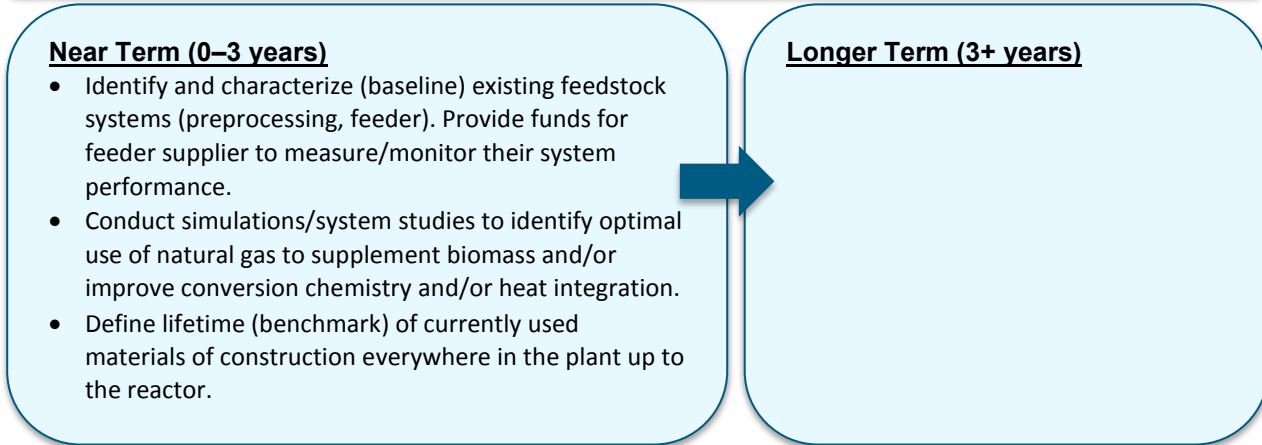 Near Term (0–3 years)
• Identify and characterize (baseline) existing feedstock
systems (preprocessing, feeder). Provide funds for
feeder supplier to measure/monitor their system
performance.
• Conduct simulations/system studies to identify optimal
use of natural gas to supplement biomass and/or
improve conversion chemistry and/or heat integration.
• Define lifetime (benchmark) of currently used
materials of construction everywhere in the plant up to
the reactor.
Longer Term (3+ years)